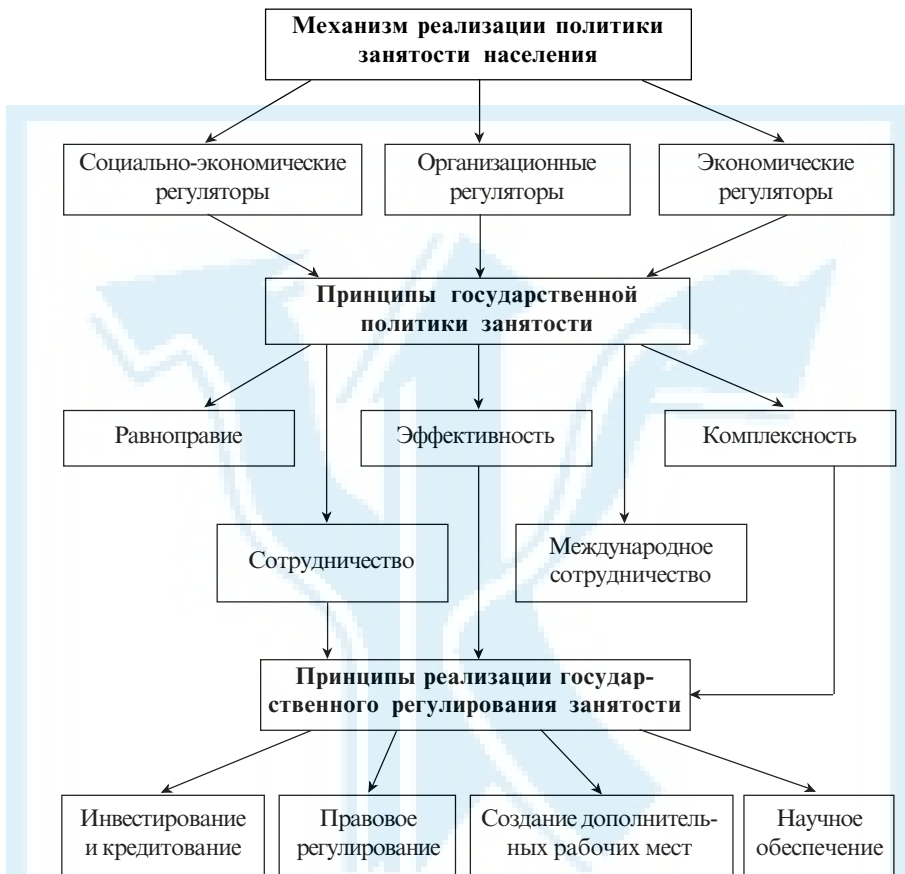 Механизм реализации политики
занятости населения
Социально-экономические
регуляторы
Организационные
регуляторы
Экономические
регуляторы
Принципы государственной
политики занятости
Равноправие
Эффективность
Комплексность
Сотрудничество
Международное
сотрудничество
Принципы реализации государ-
ственного регулирования занятости
Инвестирование
и кредитование
Правовое
регулирование
Создание дополнитель-
ных рабочих мест
Научное
обеспечение